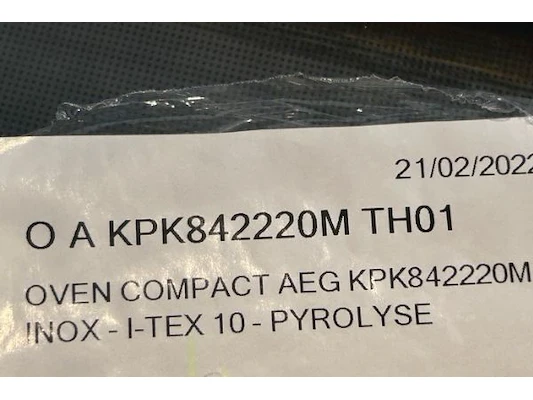 21/02/2022
O A KPK842220M TH01
OVEN COMPACT AEG KPK842220M
INOX - I-TEX 10 - PYROLYSE